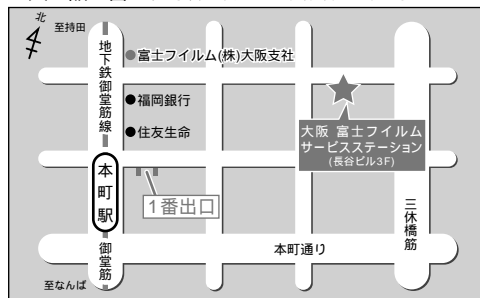 北
至持田
地下鉄御堂筋線
富士フイルム(株)大阪支社
福岡銀行
住友生命
大阪 富士フイルム
サービスステーション
(長谷ビル3F)
本町駅
1番出口
三休橋筋
御堂筋
本町通り
至なんば